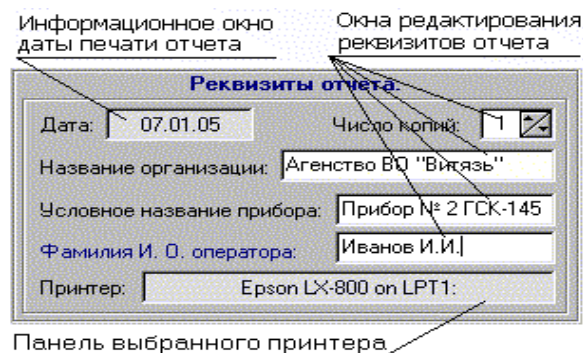 Информационное окно
даты печати отчета
Окна редактирования
реквизитов отчета
Реквизиты отчета:
Дата: 07.01.05 Число копий: 1
Название организации: Агенство ВО "Витязь"
Условное название прибора: Прибор № 2 ГСК-145
Фамилия И. О. оператора: Иванов И.И.
Принтер: Epson LX-800 on LPT1:
Панель выбранного принтера